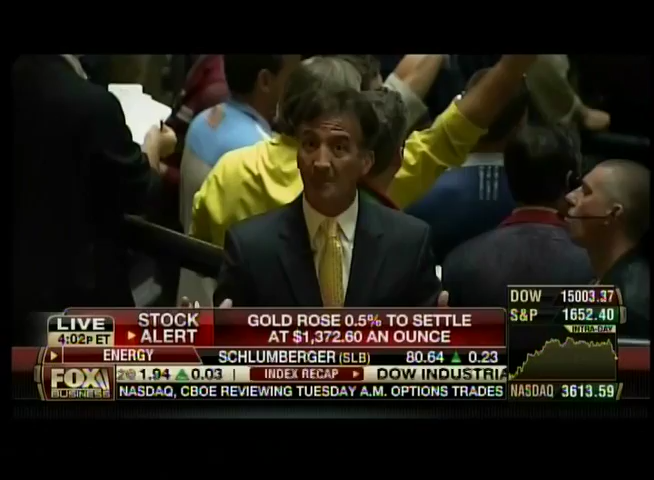 LIVE
4:02P ET
STOCK
ALERT
GOLD ROSE 0.5% TO SETTLE
AT $1,372.60 AN OUNCE
DOW 15003.37
S&P 1652.40
INTRA-DAY
ENERGY SCHLUMBERGER (SLB) 80.64 ▲ 0.23
FOX
BUSINESS
1.94 ▲ 0.03 INDEX RECAP DOW INDUSTRIA
NASDAQ, CBOE REVIEWING TUESDAY A.M. OPTIONS TRADES
NASDAQ 3613.59